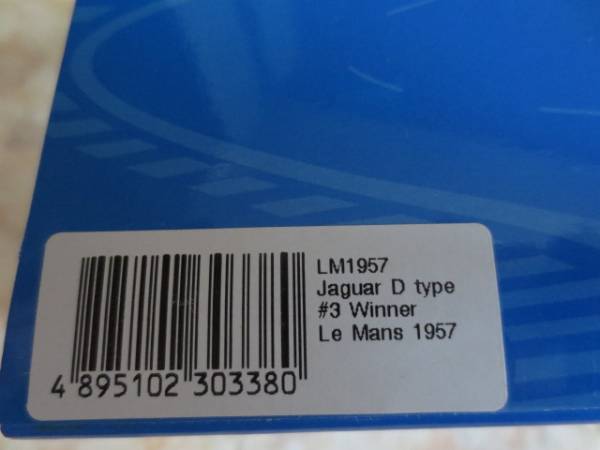 LM1957
Jaguar D type
#3 Winner
Le Mans 1957
4 895102 303380